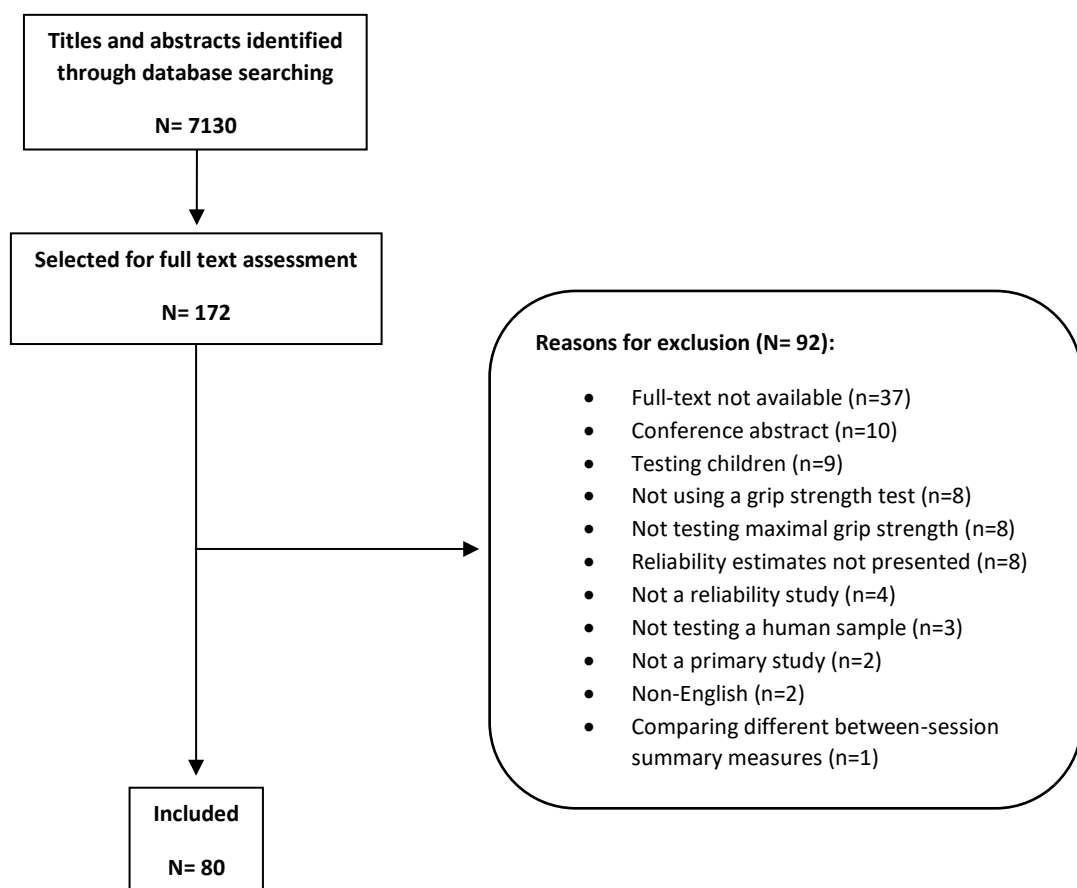 Titles and abstracts identified
through database searching
N= 7130
Selected for full text assessment
N= 172
Reasons for exclusion (N= 92):
• Full-text not available (n=37)
• Conference abstract (n=10)
• Testing children (n=9)
• Not using a grip strength test (n=8)
• Not testing maximal grip strength (n=8)
• Reliability estimates not presented (n=8)
• Not a reliability study (n=4)
• Not testing a human sample (n=3)
• Not a primary study (n=2)
• Non-English (n=2)
• Comparing different between-session
summary measures (n=1)
Included
N= 80